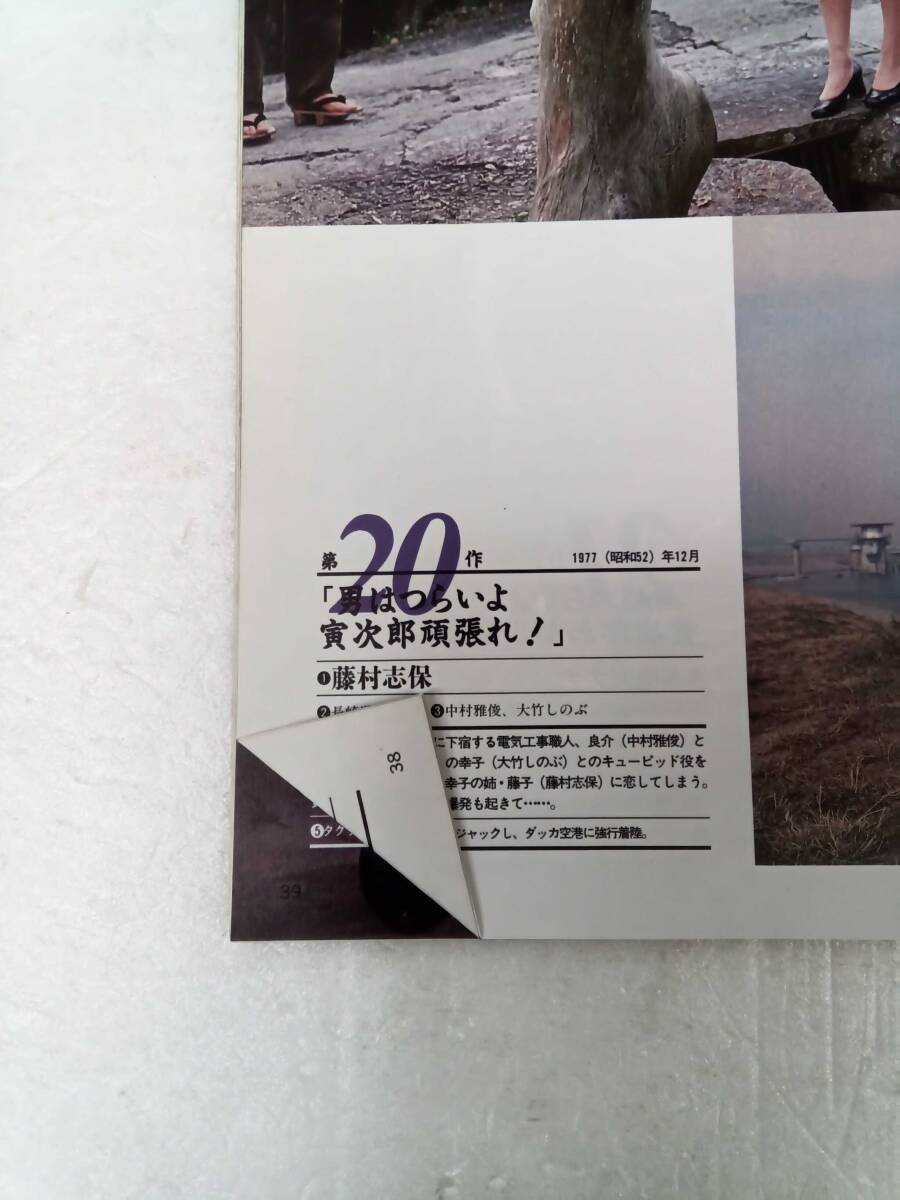 第20作 1977（昭和52）年12月
「男はつらいよ
寅次郎頑張れ！」
❶藤村志保
❷長崎 ❸中村雅俊、大竹しのぶ
に下宿する電気工事職人、良介（中村雅俊）と
の幸子（大竹しのぶ）とのキューピッド役を
幸子の姉・藤子（藤村志保）に恋してしまう。
爆発も起きて……。
❺タク ジャックし、ダッカ空港に強行着陸。
38
39